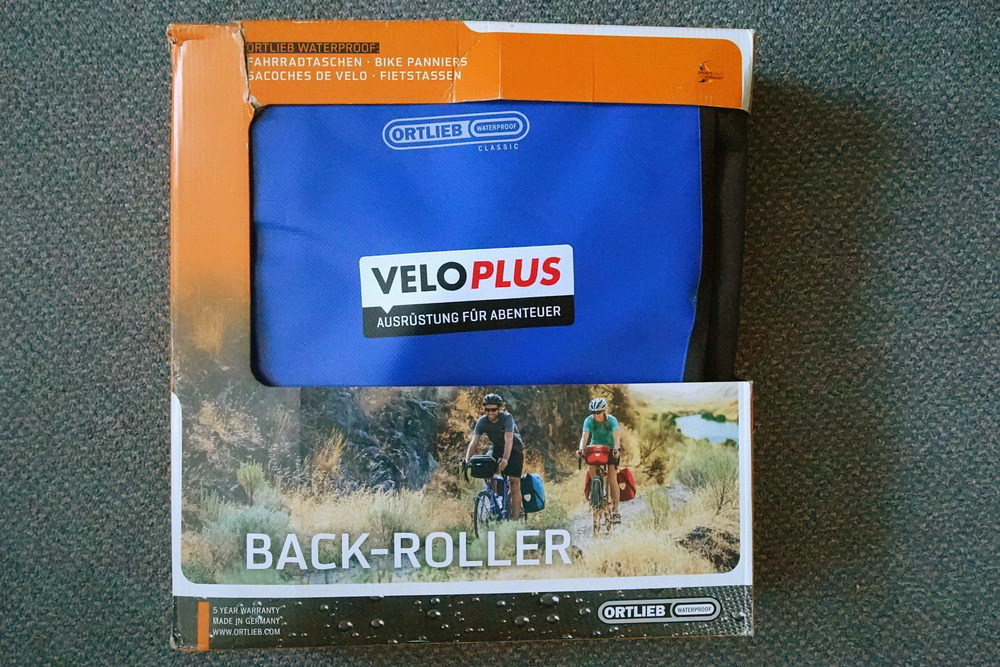 ORTLIEB WATERPROOF:
FAHRRADTASCHEN · BIKE PANNIERS
SACOCHES DE VELO · FIETSTASSEN
ORTLIEB WATERPROOF
CLASSIC
VELOPLUS
AUSRÜSTUNG FÜR ABENTEUER
BACK-ROLLER
5 YEAR WARRANTY
MADE IN GERMANY
WWW.ORTLIEB.COM
ORTLIEB WATERPROOF